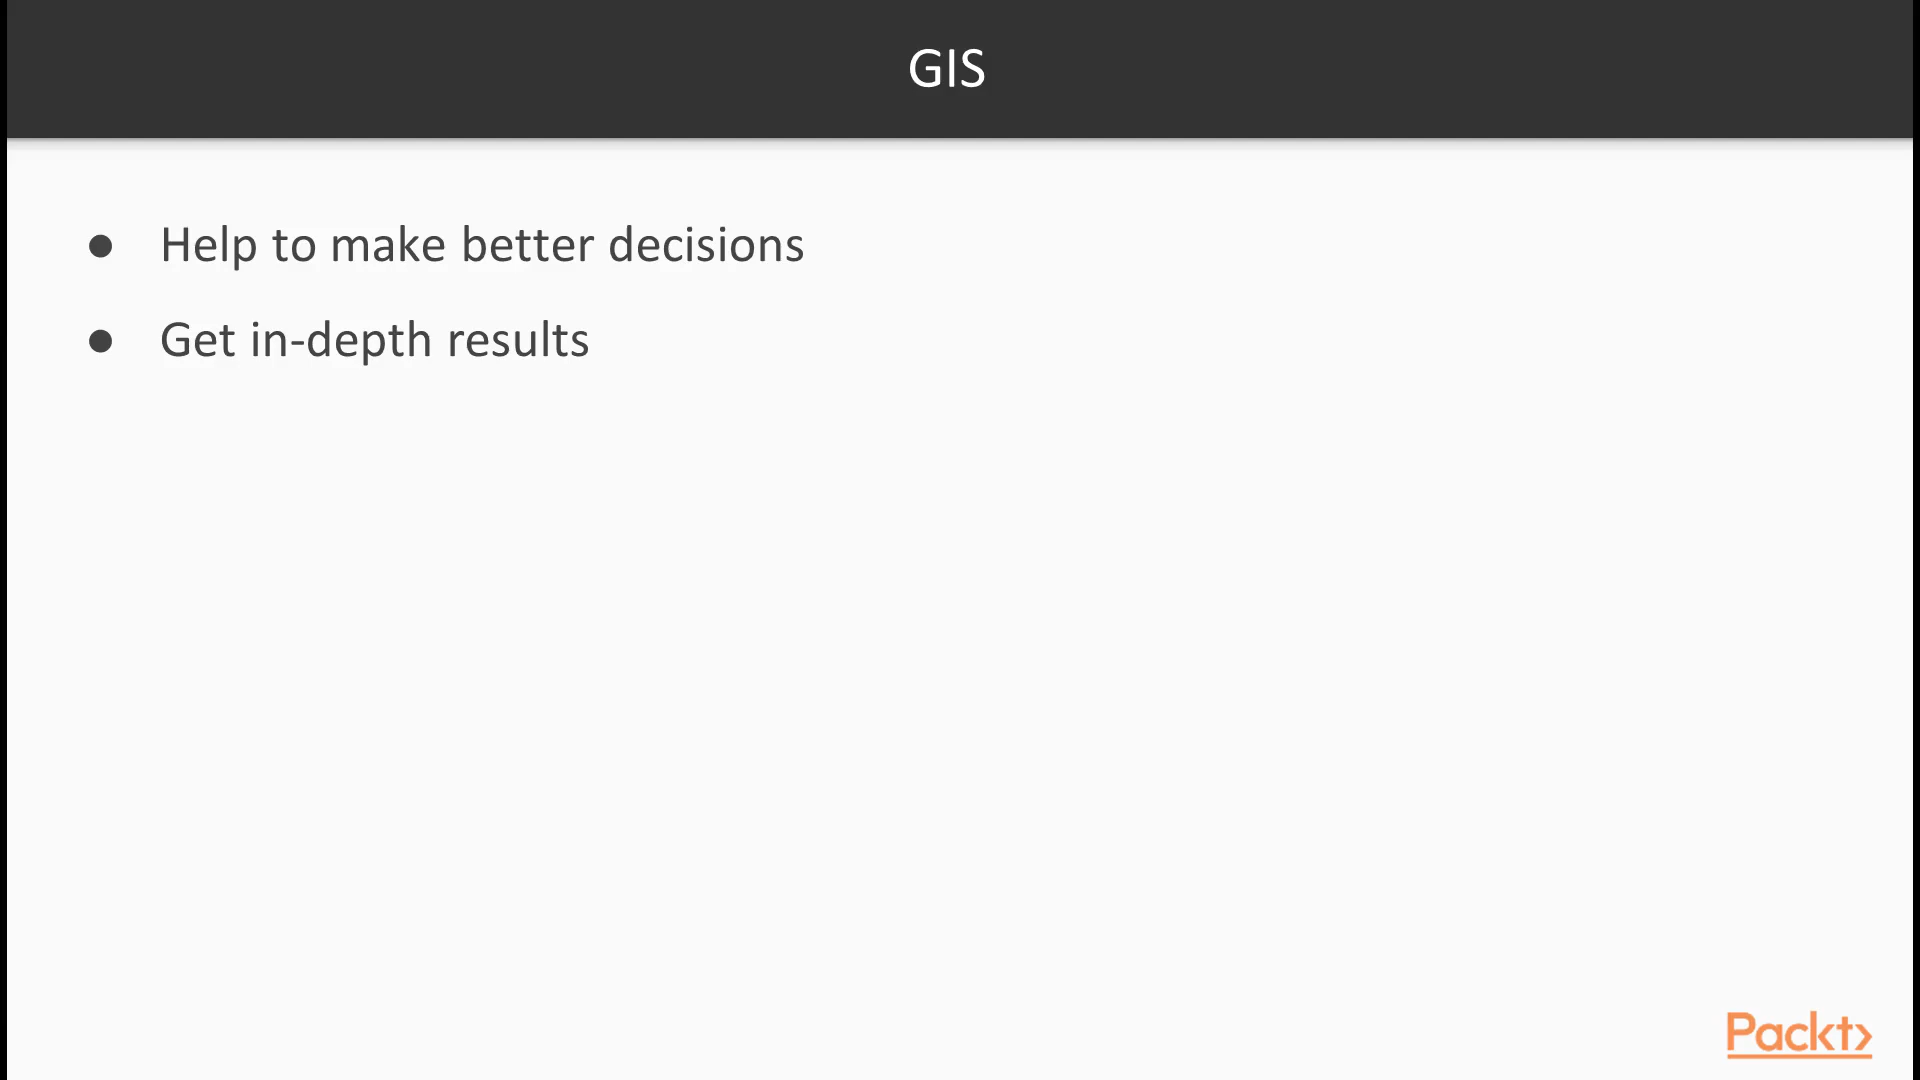 GIS
● Help to make better decisions
● Get in-depth results
Packt>